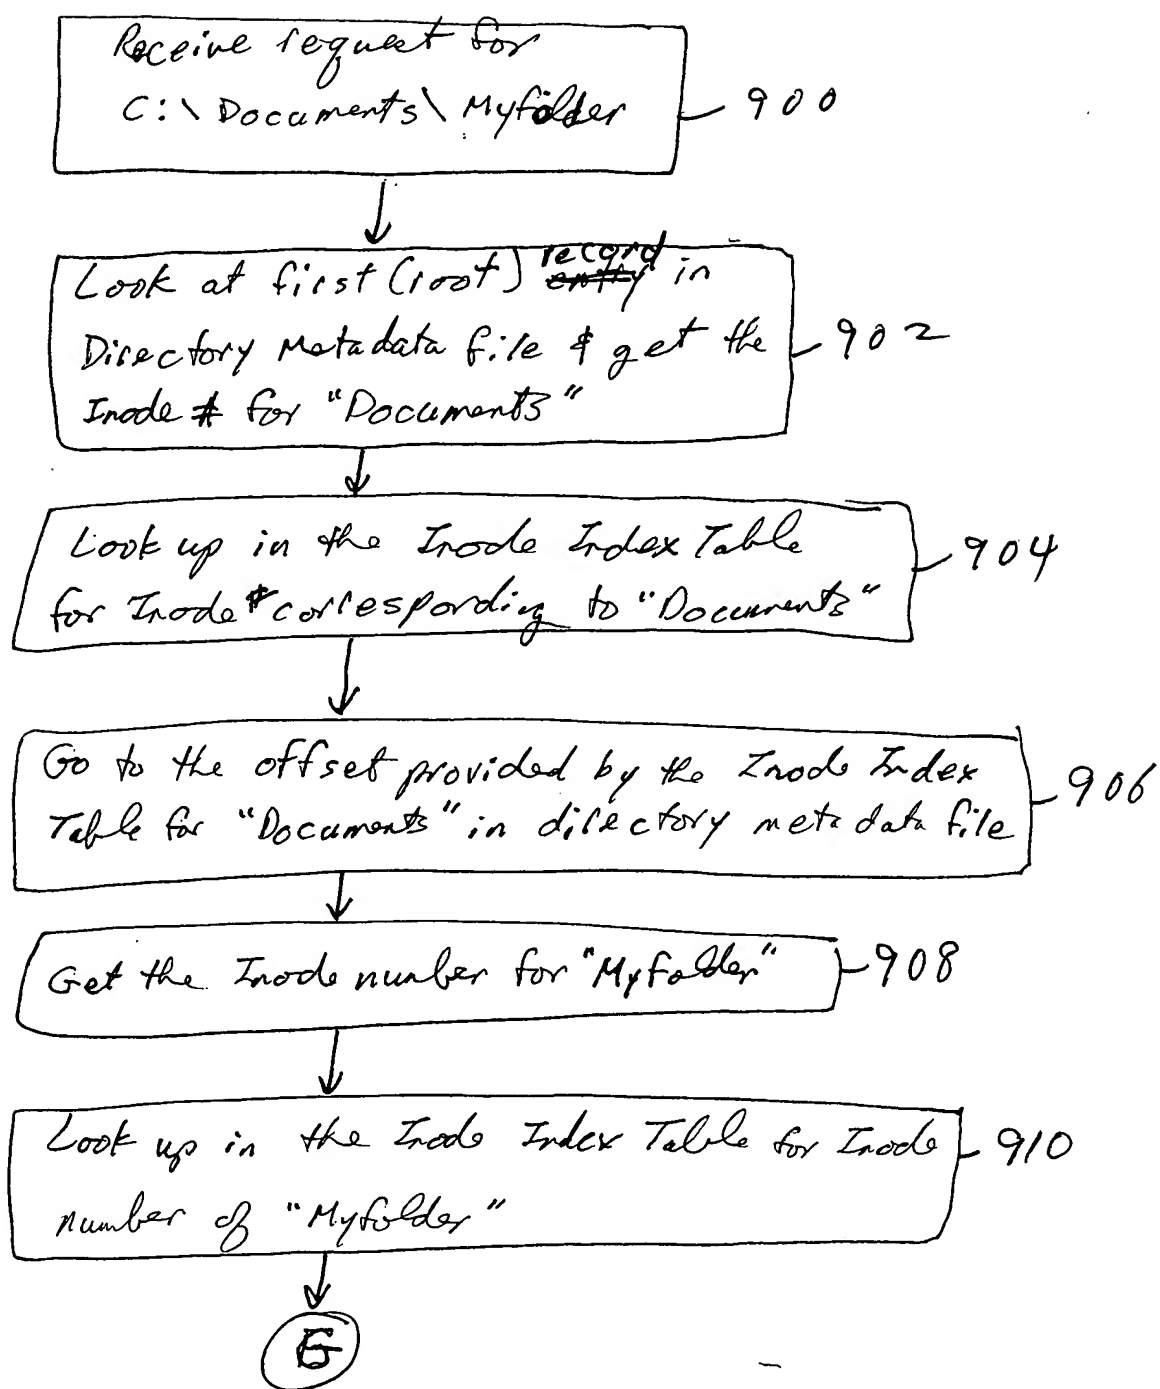 Receive request for
C:\Documents\Myfolder
900
record
Look at first (root) entry in
Directory Metadata file & get the
Inode # for "Documents"
902
Look up in the Inode Index Table
for Inode # corresponding to "Documents"
904
Go to the offset provided by the Inode Index
Table for "Documents" in directory metadata file
906
Get the Inode number for "Myfolder"
908
Look up in the Inode Index Table for Inode
number of "Myfolder"
910